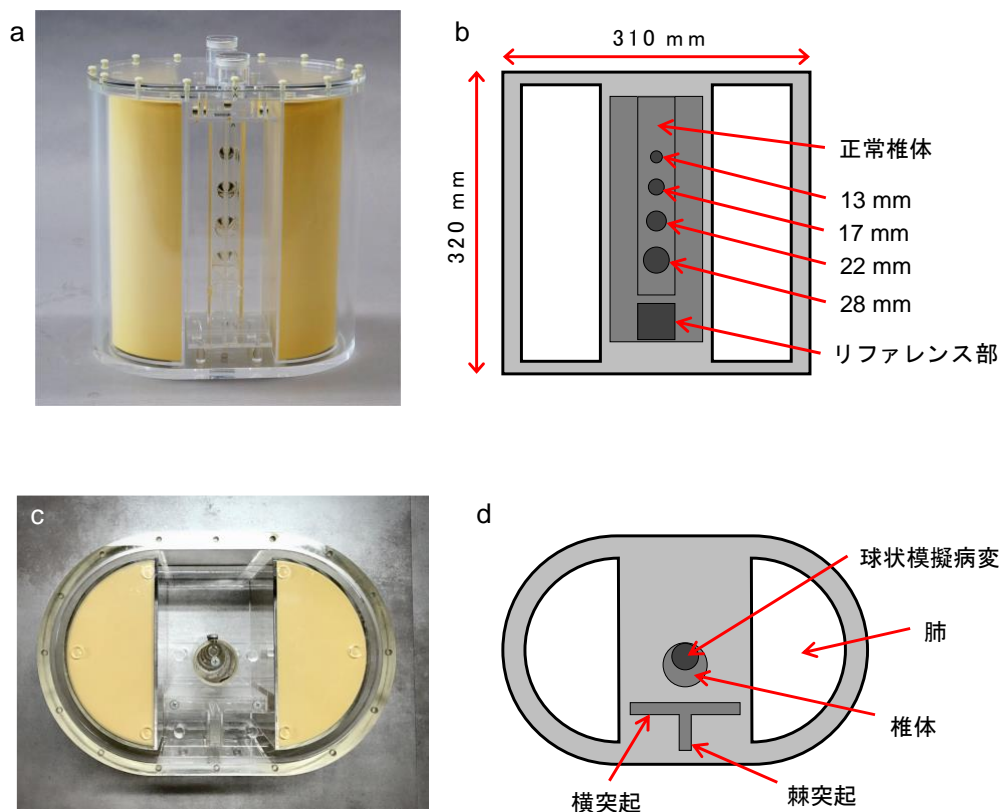 a
b
310 mm
320 mm
正常椎体
13 mm
17 mm
22 mm
28 mm
リファレンス部
c
d
球状模擬病変
肺
椎体
棘突起
横突起